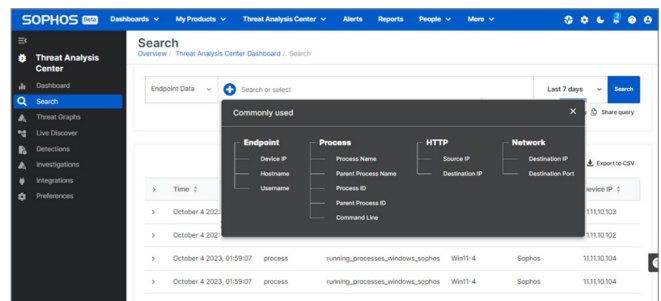 SOPHOS Beta Dashboards My Products Threat Analysis Center Alerts Reports People More
Threat Analysis Center
Dashboard
Search
Threat Graphs
Live Discover
Detections
Investigations
Integrations
Preferences
Search
Overview / Threat Analysis Center Dashboard / Search
Endpoint Data Search or select Last 7 days Search
Share query
Commonly used
Endpoint
Device IP
Hostname
Username
Process
Process Name
Parent Process Name
Process ID
Parent Process ID
Command Line
HTTP
Source IP
Destination IP
Network
Destination IP
Destination Port
Export to CSV
Time Device IP
October 4 202 1.11.10.103
October 4 202 1.11.10.102
October 4 2023, 01:59:07 process running_processes_windows_sophos Win11-4 Sophos 11.11.10.104
October 4 2023, 01:59:07 process running_processes_windows_sophos Win11-4 Sophos 11.11.10.104